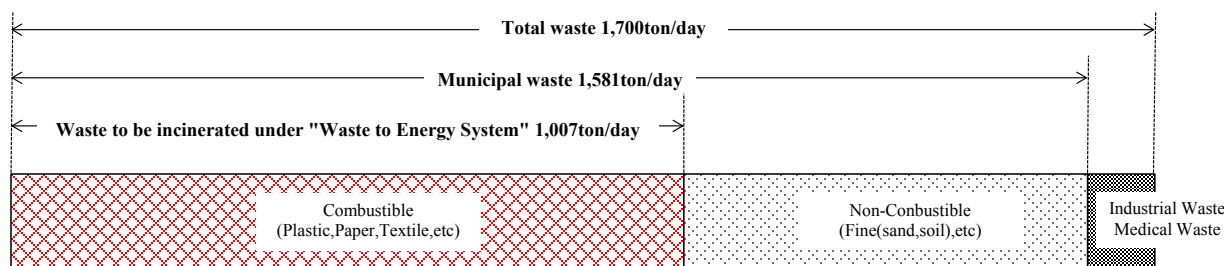 Total waste 1,700ton/day
Municipal waste 1,581ton/day
Waste to be incinerated under "Waste to Energy System" 1,007ton/day
Combustible
(Plastic,Paper,Textile,etc)
Non-Conbustible
(Fine(sand,soil),etc)
Industrial Waste
Medical Waste